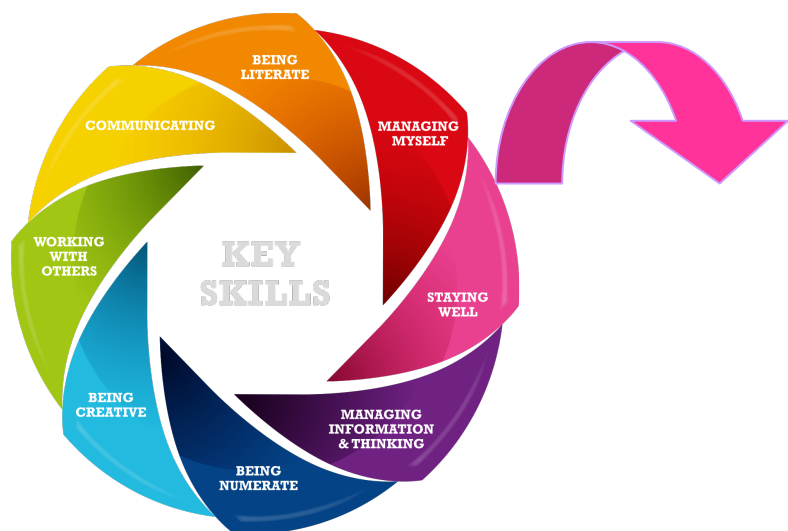 BEING
LITERATE
MANAGING
MYSELF
COMMUNICATING
STAYING
WELL
KEY
SKILLS
WORKING
WITH
OTHERS
MANAGING
INFORMATION
& THINKING
BEING
CREATIVE
BEING
NUMERATE